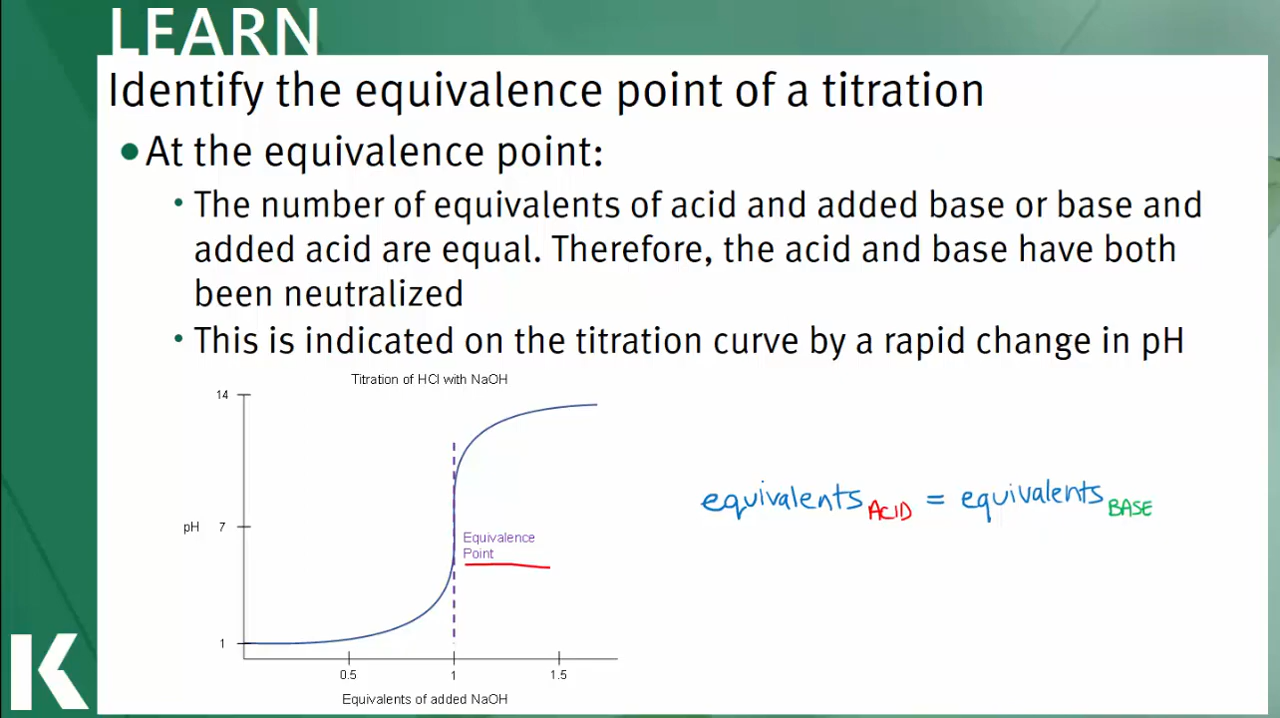 LEARN
Identify the equivalence point of a titration
• At the equivalence point:
• The number of equivalents of acid and added base or base and
added acid are equal. Therefore, the acid and base have both
been neutralized
• This is indicated on the titration curve by a rapid change in pH
Titration of HCl with NaOH
14
pH 7
1
Equivalence
Point
0.5 1 1.5
Equivalents of added NaOH
equivalents ACID = equivalents BASE
K